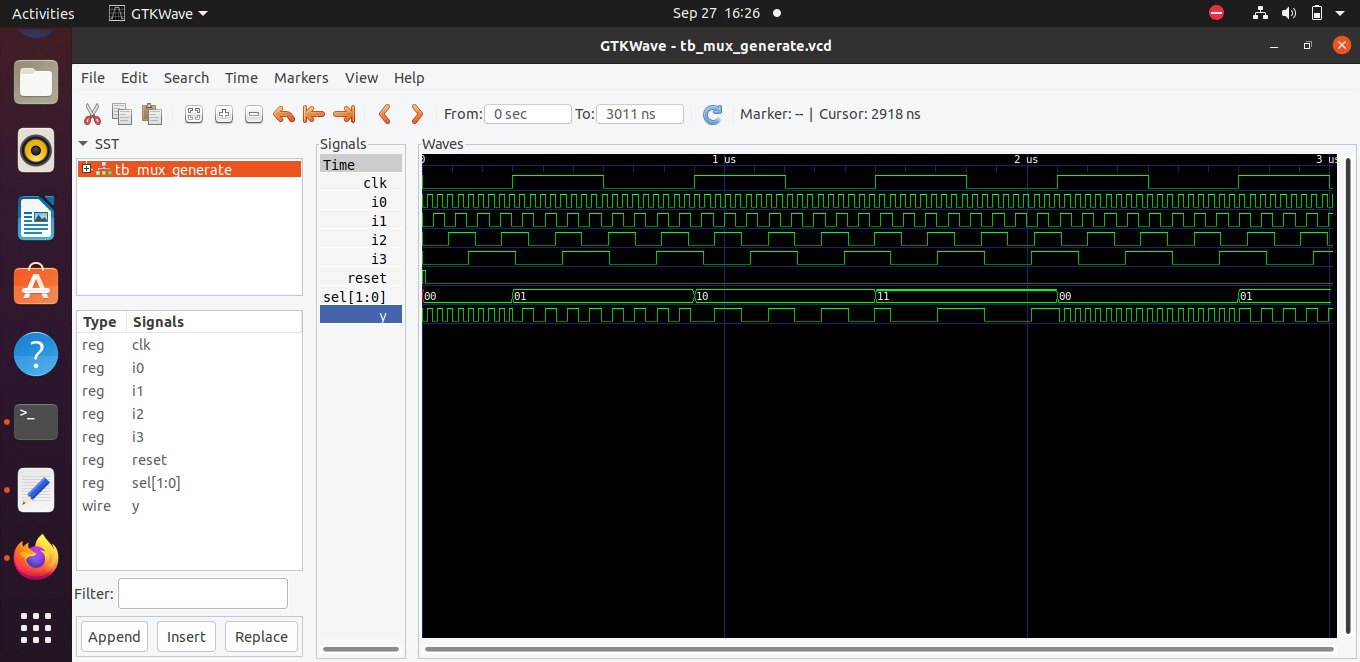 Activities GTKWave Sep 27 16:26
GTKWave - tb_mux_generate.vcd
File Edit Search Time Markers View Help
From: 0 sec To: 3011 ns Marker: -- | Cursor: 2918 ns
SST
tb_mux_generate
Type Signals
reg clk
reg i0
reg i1
reg i2
reg i3
reg reset
reg sel[1:0]
wire y
Filter:
Append Insert Replace
Signals
Time
clk
i0
i1
i2
i3
reset
sel[1:0]
y
Waves
0 1 us 2 us 3 us
00 01 10 11 00 01